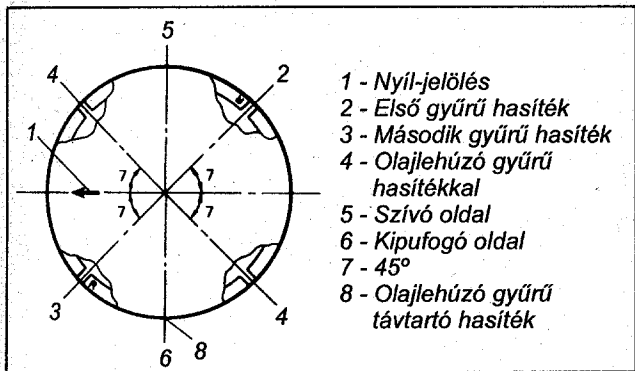 5
4
2
1
7
7
7
7
3
4
6
8
1 - Nyíl-jelölés
2 - Első gyűrű hasíték
3 - Második gyűrű hasíték
4 - Olajlehúzó gyűrű
hasítékkal
5 - Szívó oldal
6 - Kipufogó oldal
7 - 45º
8 - Olajlehúzó gyűrű
távtartó hasíték